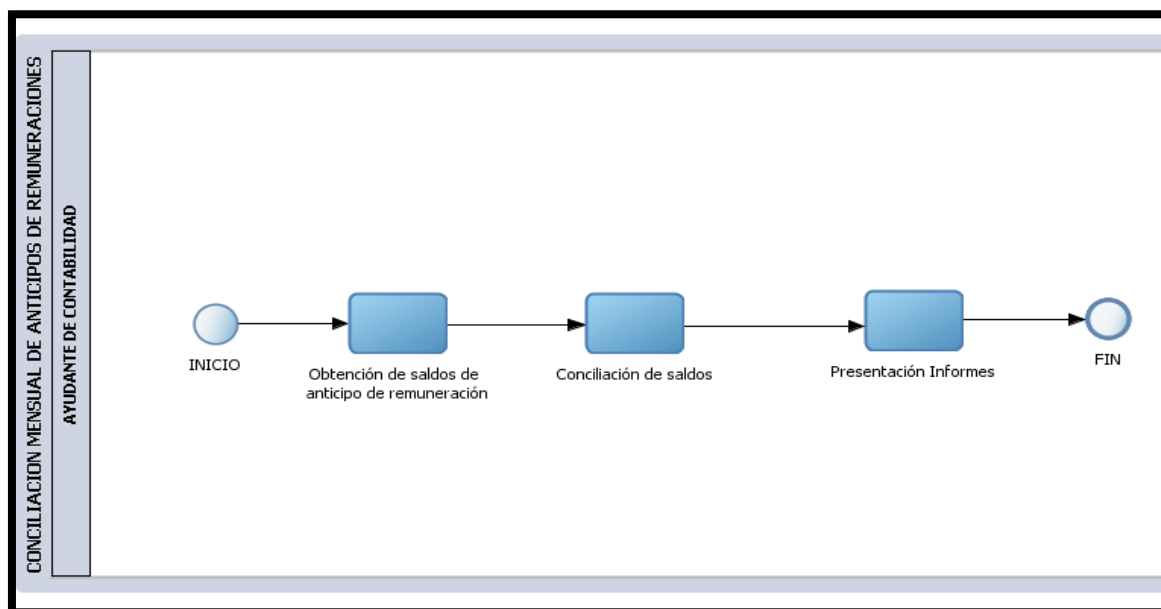 CONCILIACION MENSUAL DE ANTICIPOS DE REMUNERACIONES
AYUDANTE DE CONTABILIDAD
INICIO
Obtención de saldos de
anticipo de remuneración
Conciliación de saldos
Presentación Informes
FIN